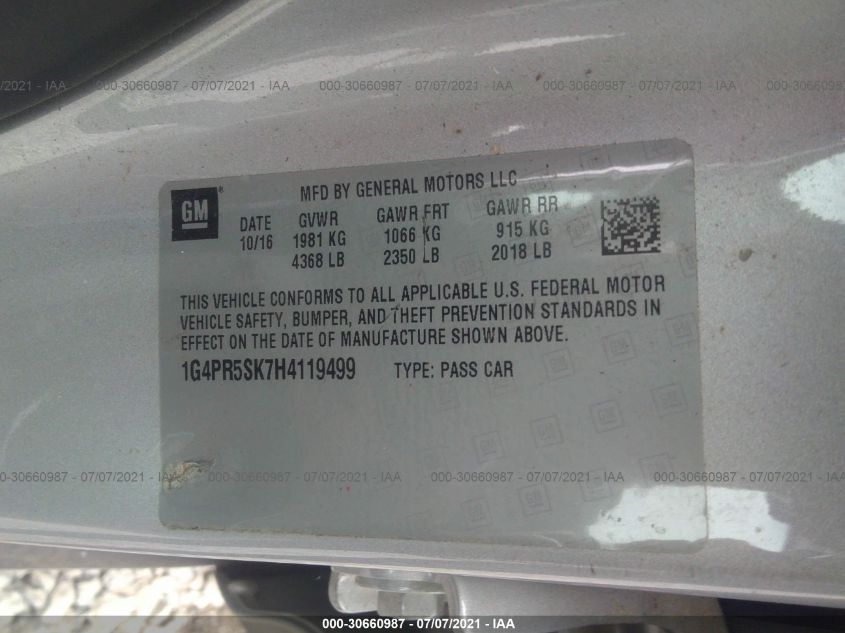 000-30660987 - 07/07/2021 - IAA
GM
MFD BY GENERAL MOTORS LLC
DATE GVWR GAWR FRT GAWR RR
10/16 1981 KG 1066 KG 915 KG
4368 LB 2350 LB 2018 LB
THIS VEHICLE CONFORMS TO ALL APPLICABLE U.S. FEDERAL MOTOR
VEHICLE SAFETY, BUMPER, AND THEFT PREVENTION STANDARDS IN
EFFECT ON THE DATE OF MANUFACTURE SHOWN ABOVE.
1G4PR5SK7H4119499 TYPE: PASS CAR
000-30660987 - 07/07/2021 - IAA
000-30660987 - 07/07/2021 - IAA